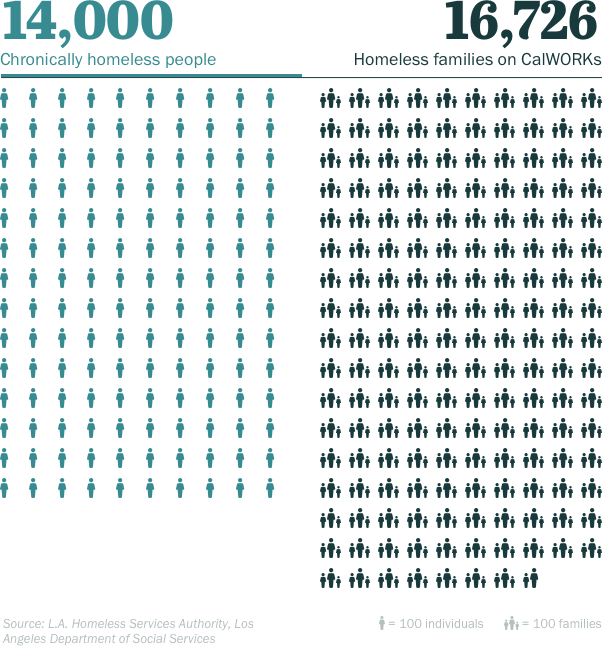 14,000
Chronically homeless people
16,726
Homeless families on CalWORKs
Source: L.A. Homeless Services Authority, Los
Angeles Department of Social Services
= 100 individuals
= 100 families